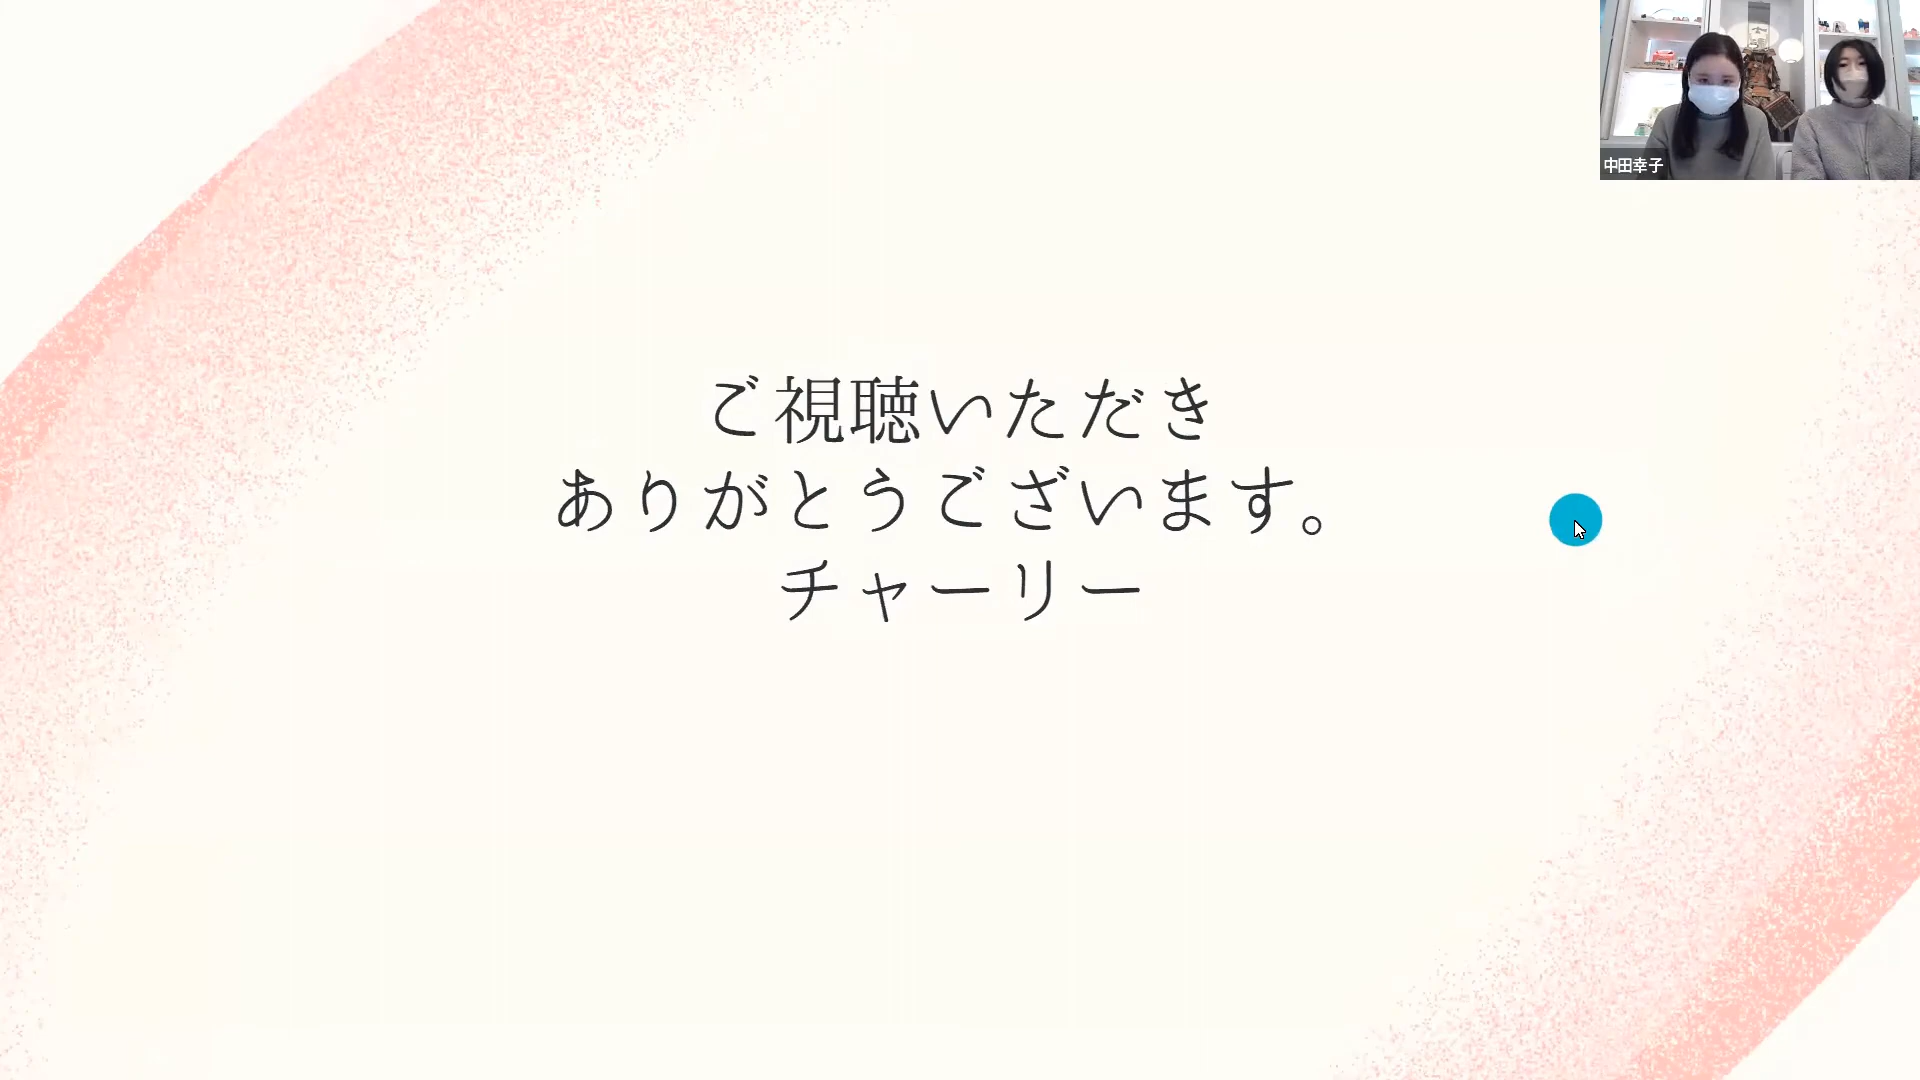 ご視聴いただき
ありがとうございます。
チャーリー
中田幸子